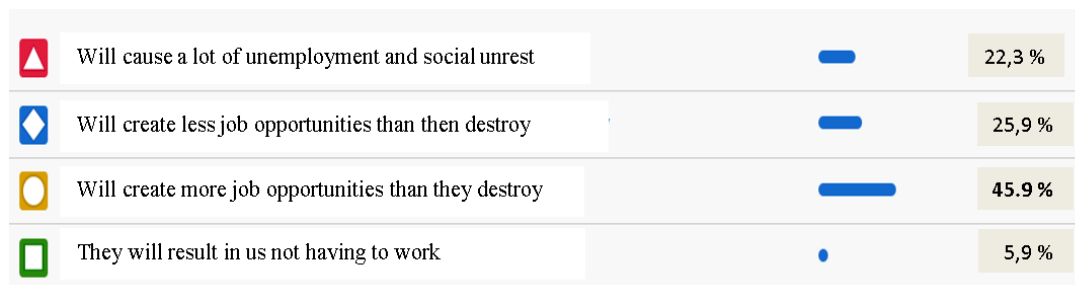 Will cause a lot of unemployment and social unrest 22,3 %
Will create less job opportunities than then destroy 25,9 %
Will create more job opportunities than they destroy 45.9 %
They will result in us not having to work 5,9 %